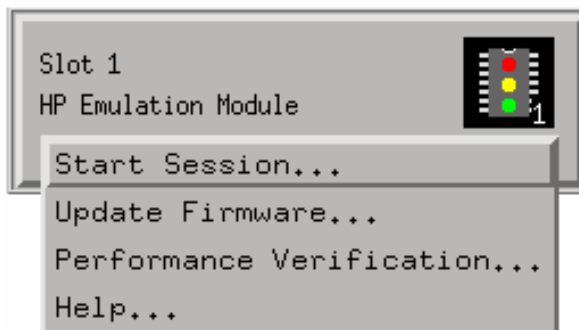 Slot 1
HP Emulation Module
1
Start Session...
Update Firmware...
Performance Verification...
Help...